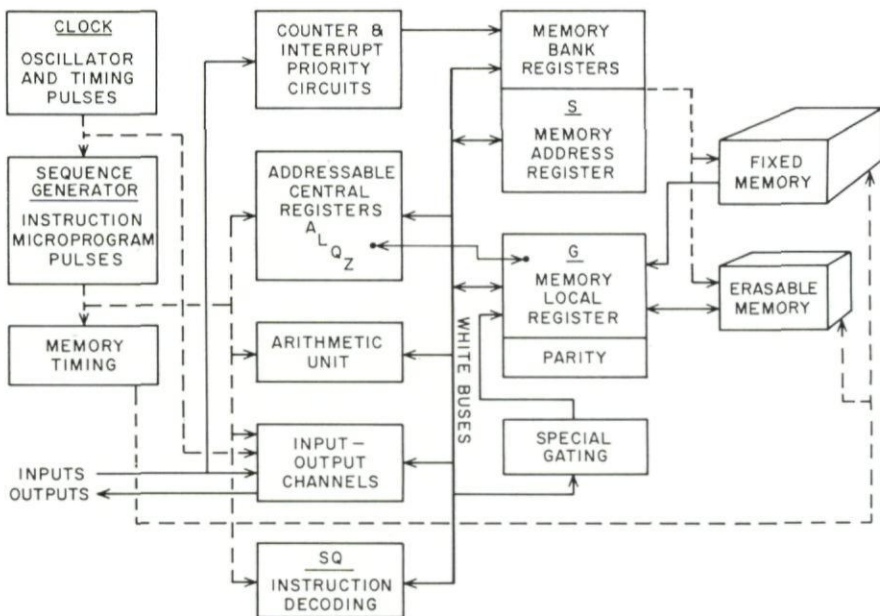 CLOCK
OSCILLATOR
AND TIMING
PULSES
SEQUENCE
GENERATOR
INSTRUCTION
MICROPROGRAM
PULSES
MEMORY
TIMING
INPUTS
OUTPUTS
COUNTER &
INTERRUPT
PRIORITY
CIRCUITS
ADDRESSABLE
CENTRAL
REGISTERS
A
L
Q
Z
ARITHMETIC
UNIT
INPUT-
OUTPUT
CHANNELS
SQ
INSTRUCTION
DECODING
WHITE BUSES
MEMORY
BANK
REGISTERS
S
MEMORY
ADDRESS
REGISTER
G
MEMORY
LOCAL
REGISTER
PARITY
SPECIAL
GATING
FIXED
MEMORY
ERASABLE
MEMORY